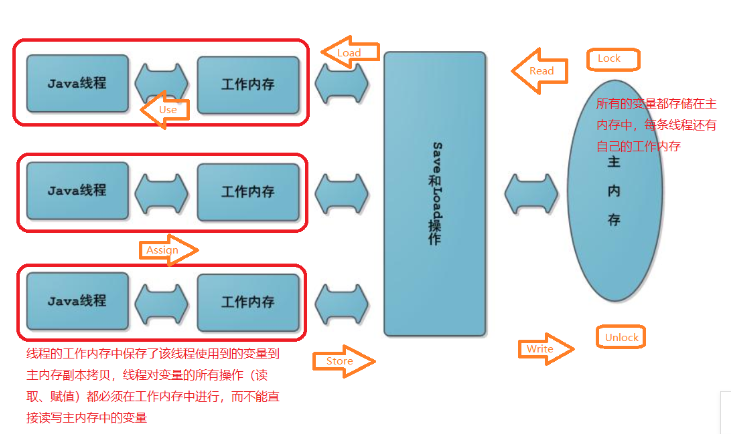 Load
Read
Lock
Java线程
工作内存
Use
所有的变量都存储在主
内存中，每条线程还有
自己的工作内存
Save和Load操作
主内存
Java线程
工作内存
Assign
Java线程
工作内存
线程的工作内存中保存了该线程使用到的变量到
主内存副本拷贝，线程对变量的所有操作（读
取、赋值）都必须在工作内存中进行，而不能直
接读写主内存中的变量
Store
Write
Unlock